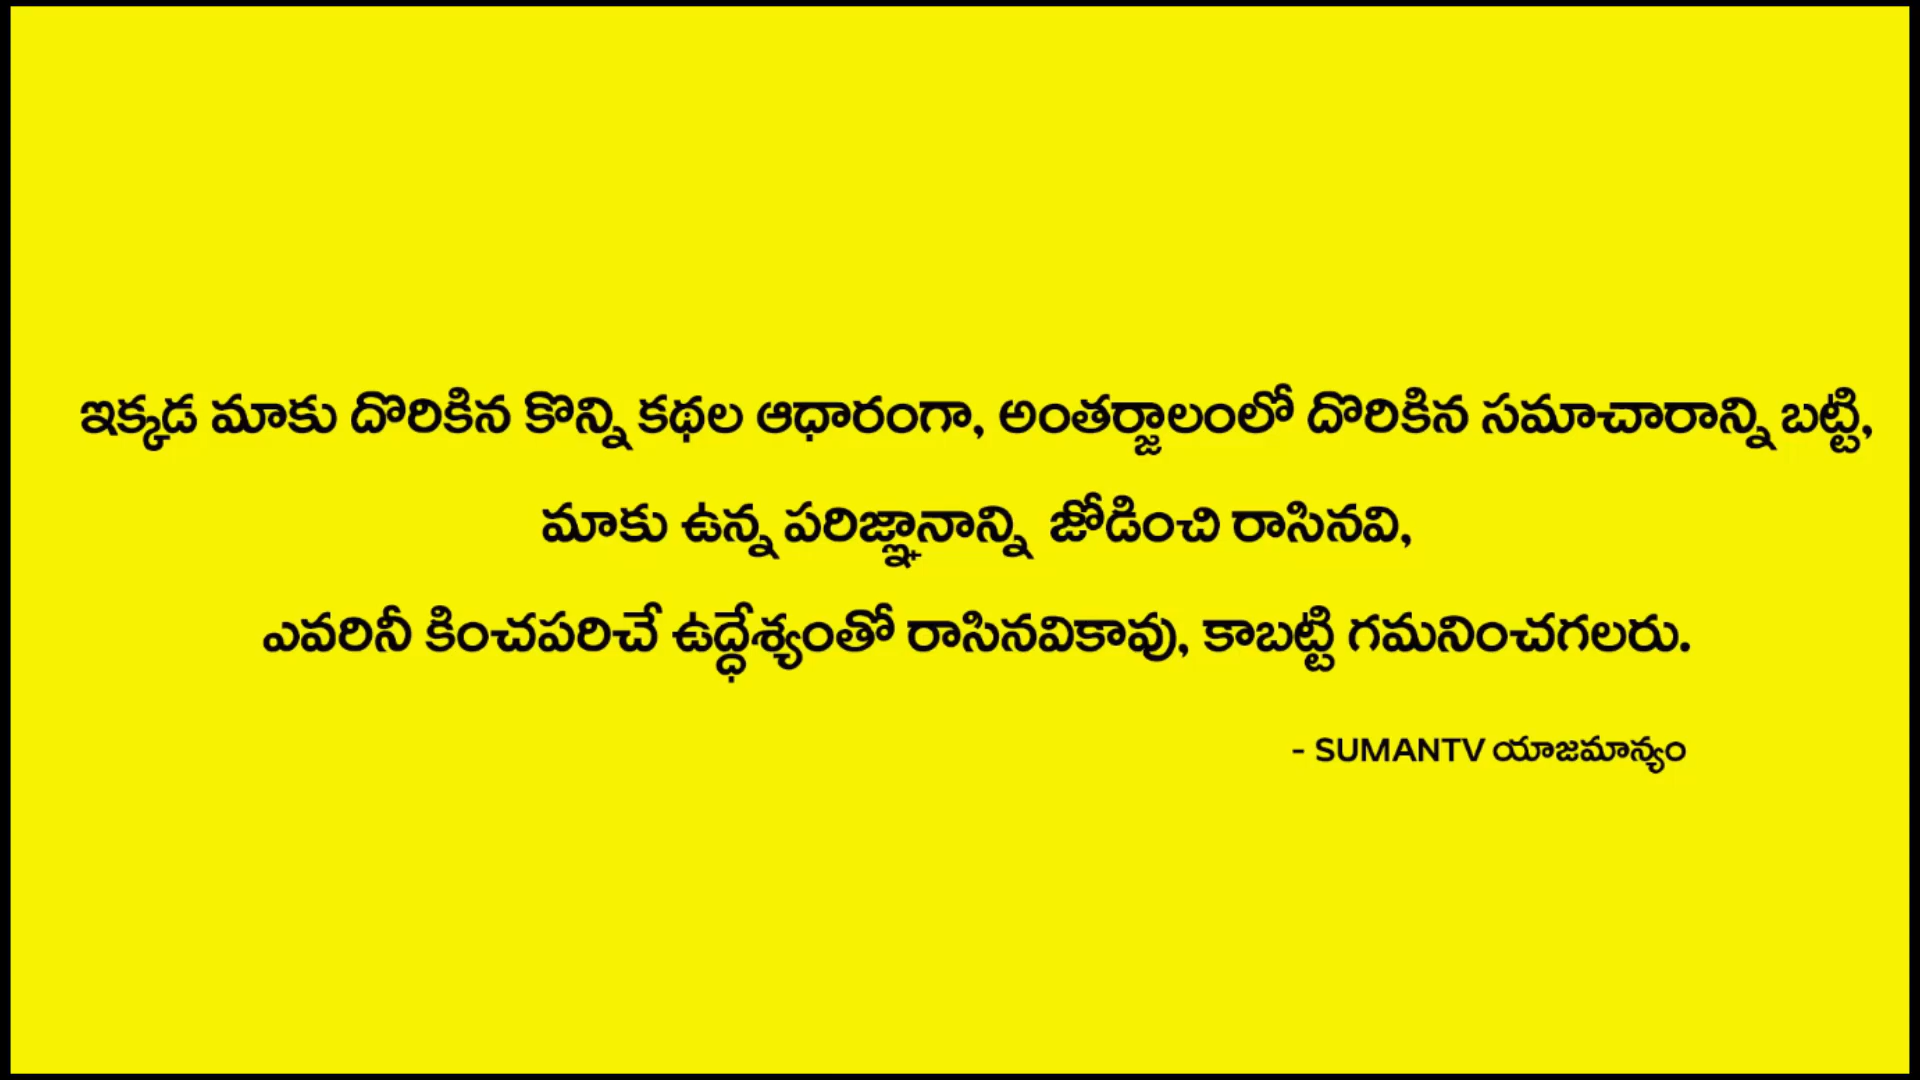 ఇక్కడ మాకు దొరికిన కొన్ని కథల ఆధారంగా, అంతర్జాలంలో దొరికిన సమాచారాన్ని బట్టి,
మాకు ఉన్న పరిజ్ఞానాన్ని జోడించి రాసినవి,
ఎవరినీ కించపరిచే ఉద్ధేశ్యంతో రాసినవికావు, కాబట్టి గమనించగలరు.
- SUMANTV యాజమాన్యం